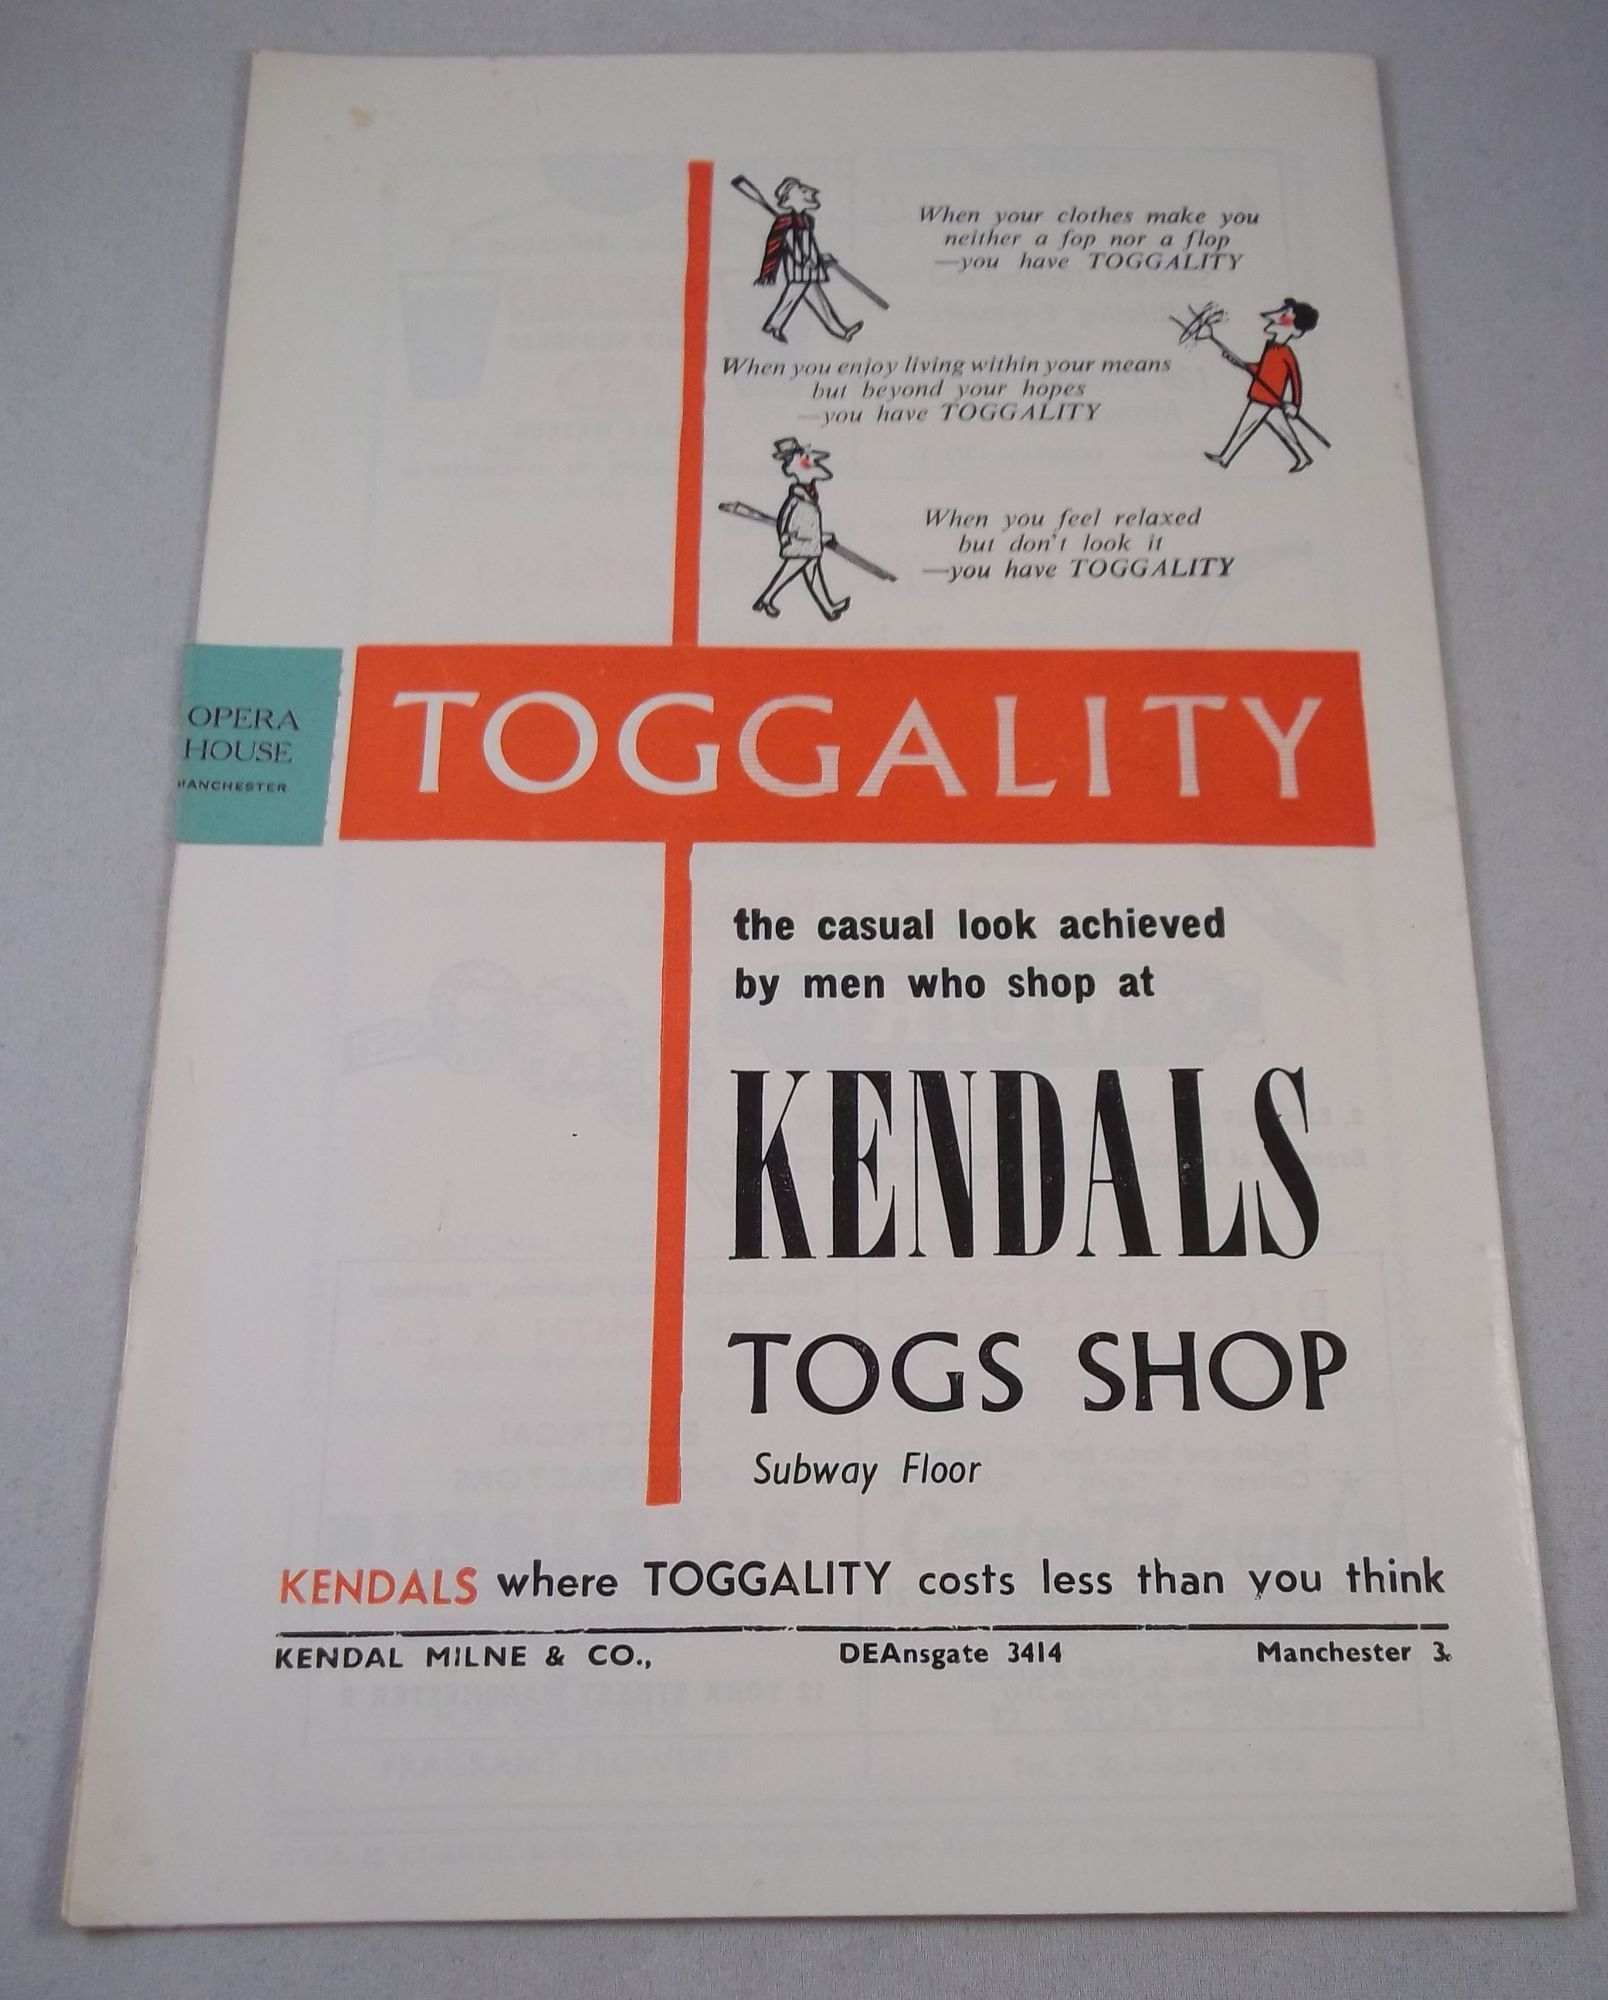 When your clothes make you
neither a fop nor a flop
—you have TOGGALITY
When you enjoy living within your means
but beyond your hopes
—you have TOGGALITY
When you feel relaxed
but don't look it
—you have TOGGALITY
OPERA
HOUSE
MANCHESTER
TOGGALITY
the casual look achieved
by men who shop at
KENDALS
TOGS SHOP
Subway Floor
KENDALS where TOGGALITY costs less than you think
KENDAL MILNE & CO., DEAnsgate 3414 Manchester 3.